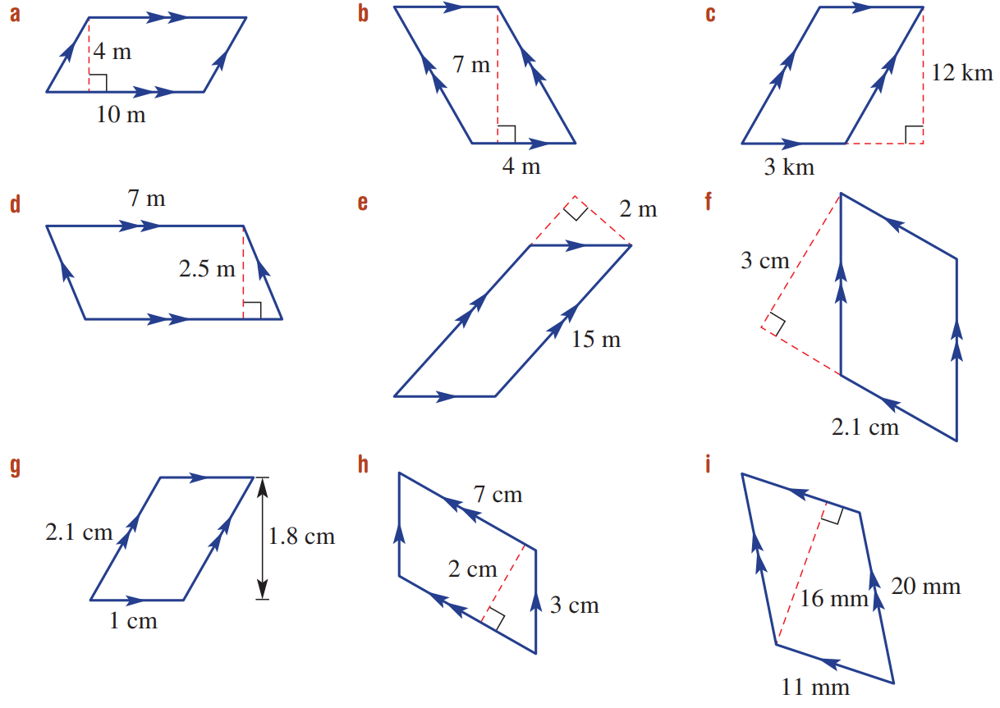 a
4 m
10 m
b
7 m
4 m
c
12 km
3 km
d
7 m
2.5 m
e
2 m
15 m
f
3 cm
2.1 cm
g
2.1 cm
1.8 cm
1 cm
h
7 cm
2 cm
3 cm
i
16 mm
20 mm
11 mm